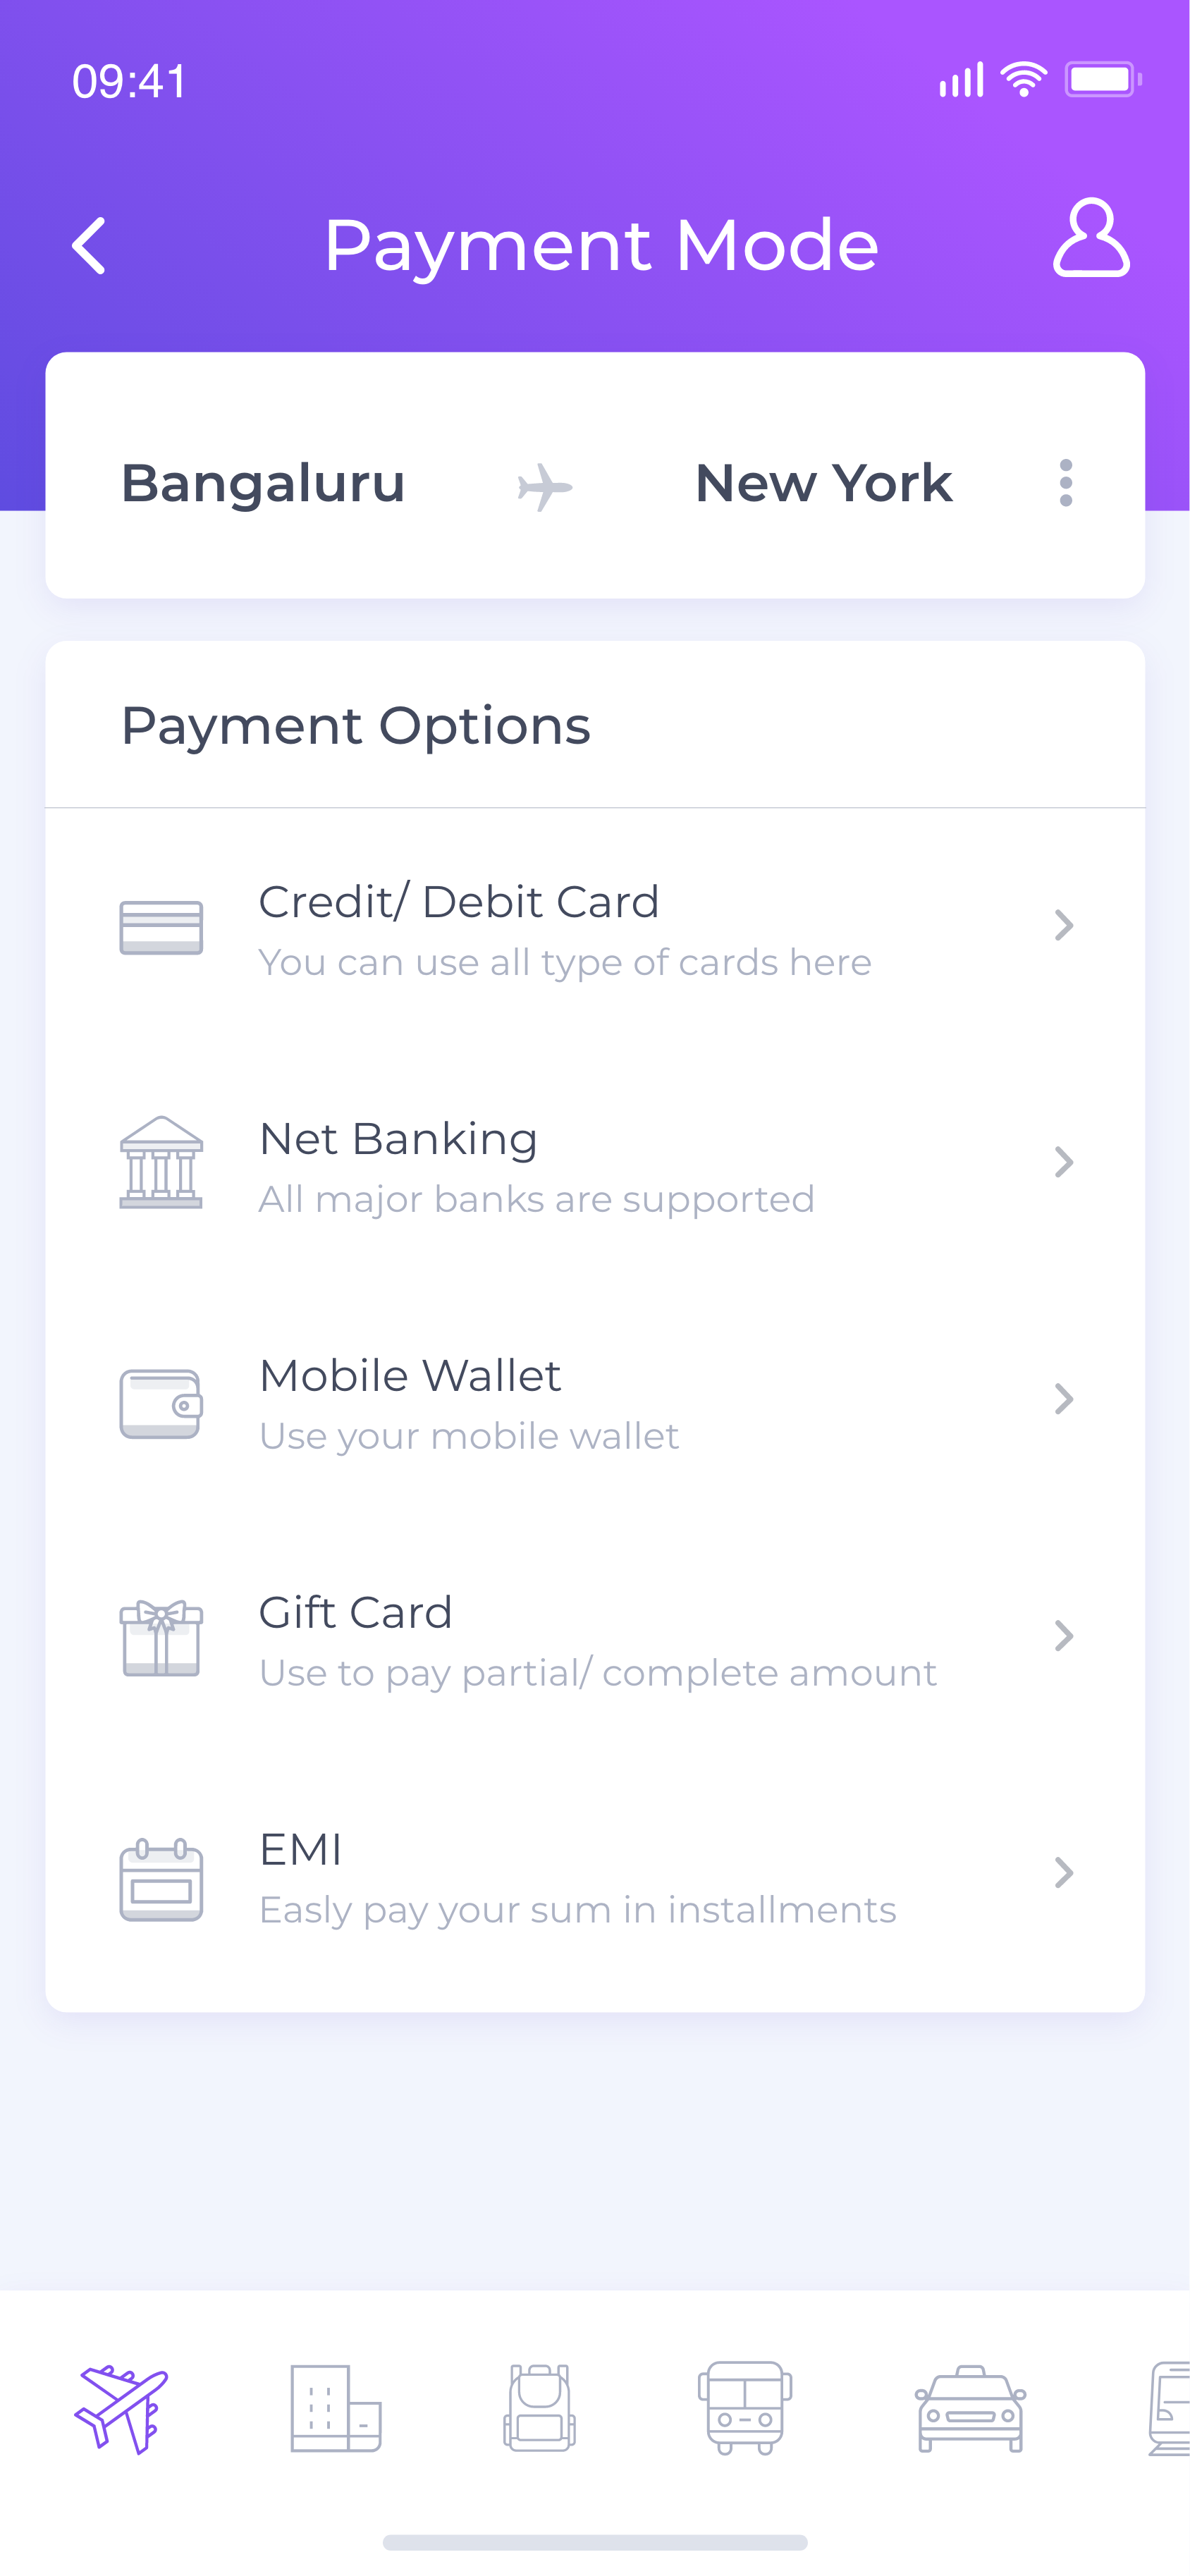 09:41
Payment Mode
Bangaluru New York
Payment Options
Credit/ Debit Card
You can use all type of cards here
Net Banking
All major banks are supported
Mobile Wallet
Use your mobile wallet
Gift Card
Use to pay partial/ complete amount
EMI
Easly pay your sum in installments